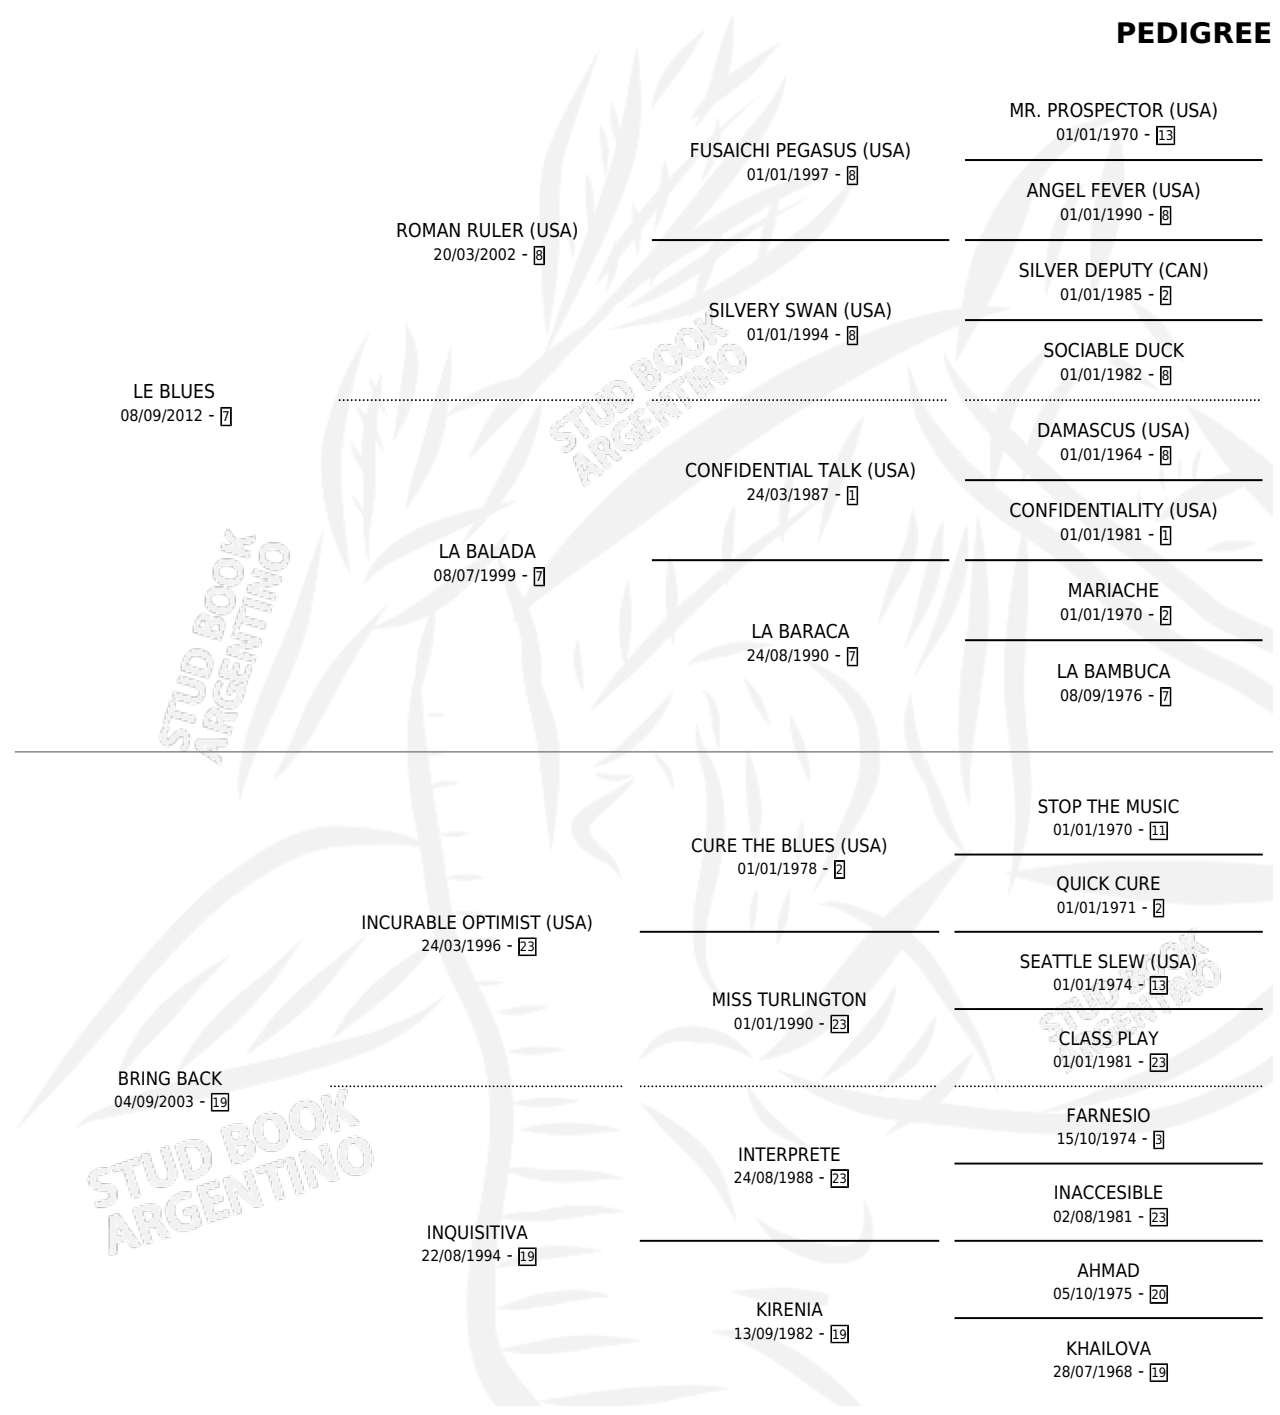 PEDIGREE
MR. PROSPECTOR (USA)
01/01/1970 - 13
FUSAICHI PEGASUS (USA)
01/01/1997 - 8
ANGEL FEVER (USA)
01/01/1990 - 8
ROMAN RULER (USA)
20/03/2002 - 8
SILVER DEPUTY (CAN)
01/01/1985 - 2
SILVERY SWAN (USA)
01/01/1994 - 8
SOCIABLE DUCK
01/01/1982 - 8
LE BLUES
08/09/2012 - 7
STUD BOOK
ARGENTINO
DAMASCUS (USA)
01/01/1964 - 8
CONFIDENTIAL TALK (USA)
24/03/1987 - 1
CONFIDENTIALITY (USA)
01/01/1981 - 1
LA BALADA
08/07/1999 - 7
MARIACHE
01/01/1970 - 2
LA BARACA
24/08/1990 - 7
LA BAMBUCA
08/09/1976 - 7
STUD BOOK
ARGENTINO
STOP THE MUSIC
01/01/1970 - 11
CURE THE BLUES (USA)
01/01/1978 - 2
QUICK CURE
01/01/1971 - 2
INCURABLE OPTIMIST (USA)
24/03/1996 - 23
SEATTLE SLEW (USA)
01/01/1974 - 13
STUD BOOK
ARGENTINO
MISS TURLINGTON
01/01/1990 - 23
CLASS PLAY
01/01/1981 - 23
BRING BACK
04/09/2003 - 19
FARNESIO
15/10/1974 - 3
INTERPRETE
24/08/1988 - 23
INACCESIBLE
02/08/1981 - 23
STUD BOOK
ARGENTINO
INQUISITIVA
22/08/1994 - 19
AHMAD
05/10/1975 - 20
KIRENIA
13/09/1982 - 19
KHAILOVA
28/07/1968 - 19